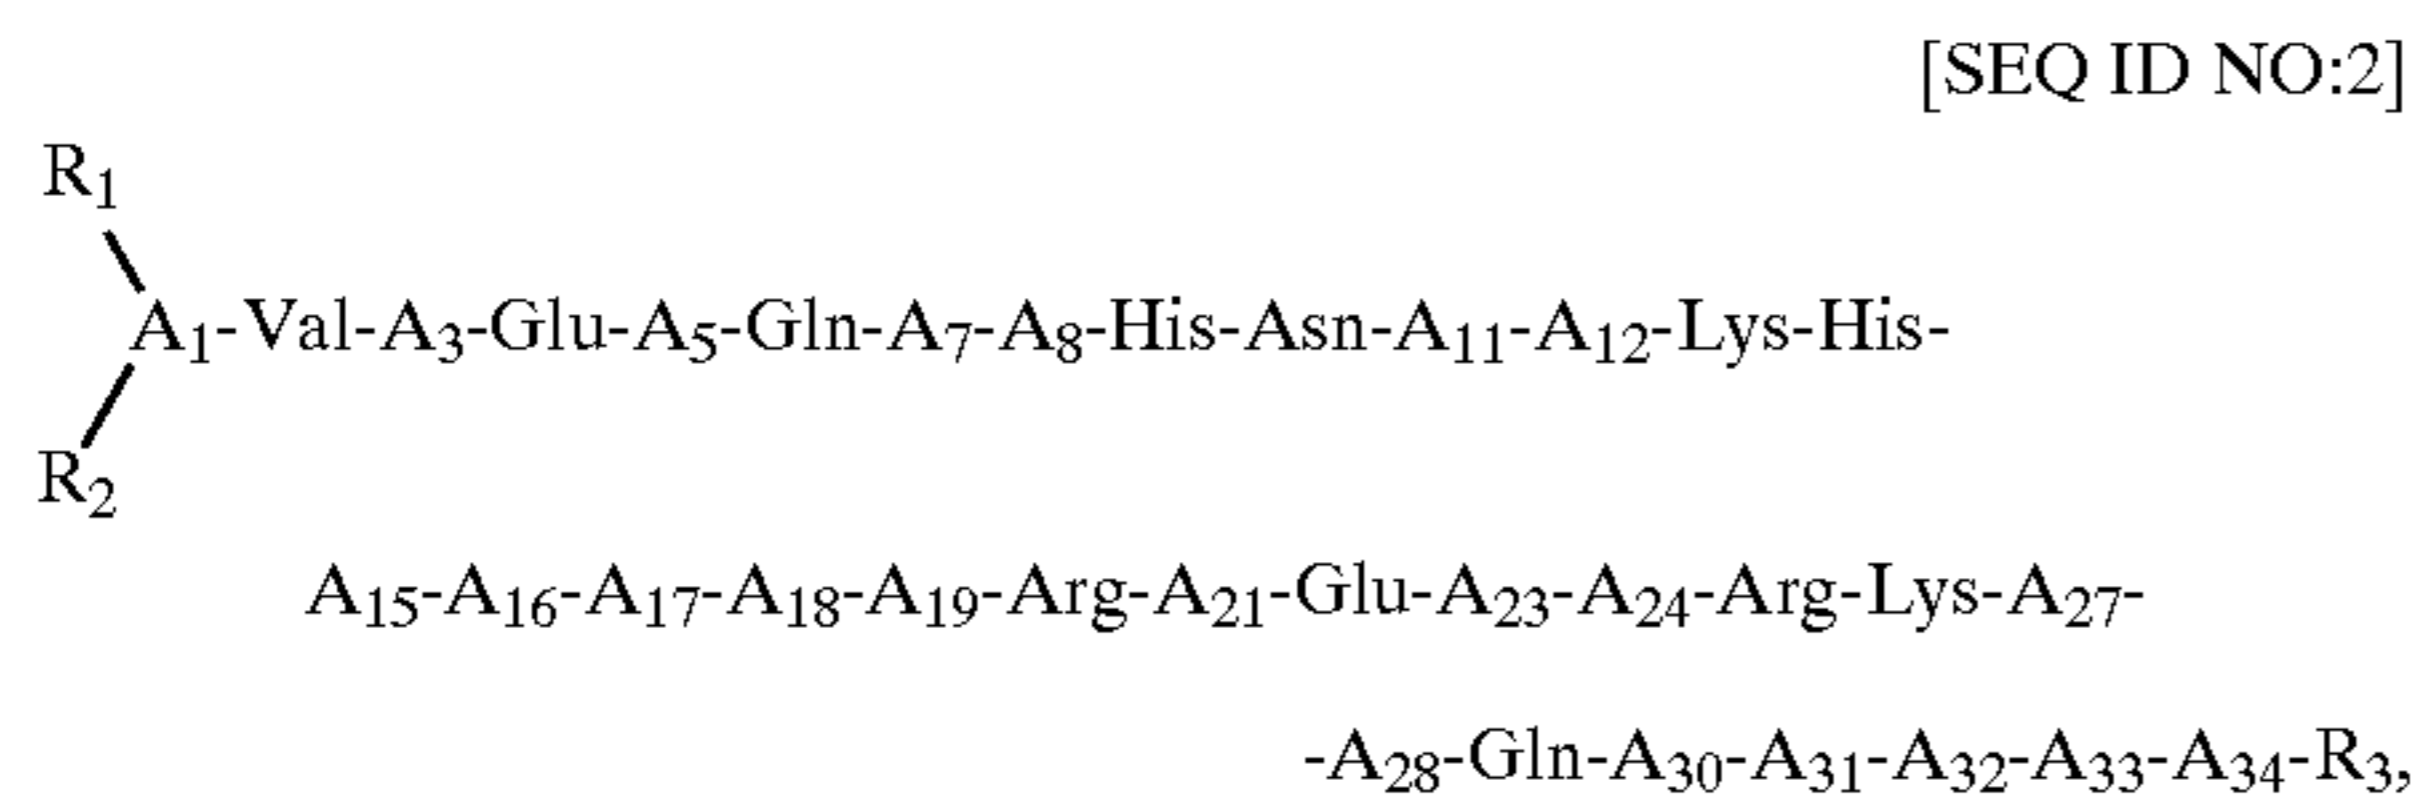 [SEQ ID NO:2]
R1
A1-Val-A3-Glu-A5-Gln-A7-A8-His-Asn-A11-A12-Lys-His-
R2
A15-A16-A17-A18-A19-Arg-A21-Glu-A23-A24-Arg-Lys-A27-
-A28-Gln-A30-A31-A32-A33-A34-R3,